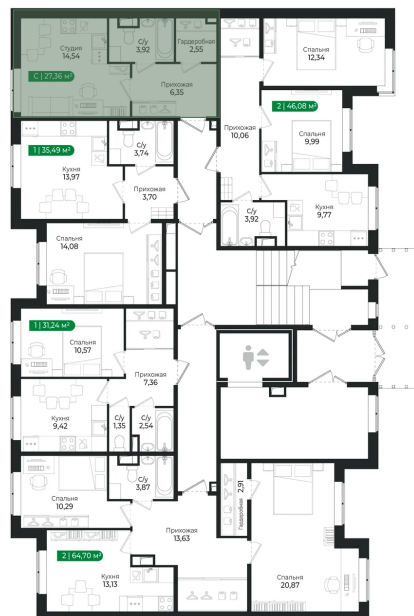 Студия
14,54
С/у
3,92
Гардеробная
2,55
С | 27,36 м²
Прихожая
6,35
Спальня
12,34
2 | 46,08 м²
Спальня
9,99
Прихожая
10,06
1 | 35,49 м²
Кухня
13,97
С/у
3,74
Прихожая
3,70
С/у
3,92
Кухня
9,77
Спальня
14,08
1 | 31,24 м²
Спальня
10,57
Прихожая
7,36
Кухня
9,42
С/у
1,35
С/у
2,54
Спальня
10,29
С/у
3,87
Прихожая
13,63
Гардеробная
2,91
Спальня
20,87
2 | 64,70 м²
Кухня
13,13